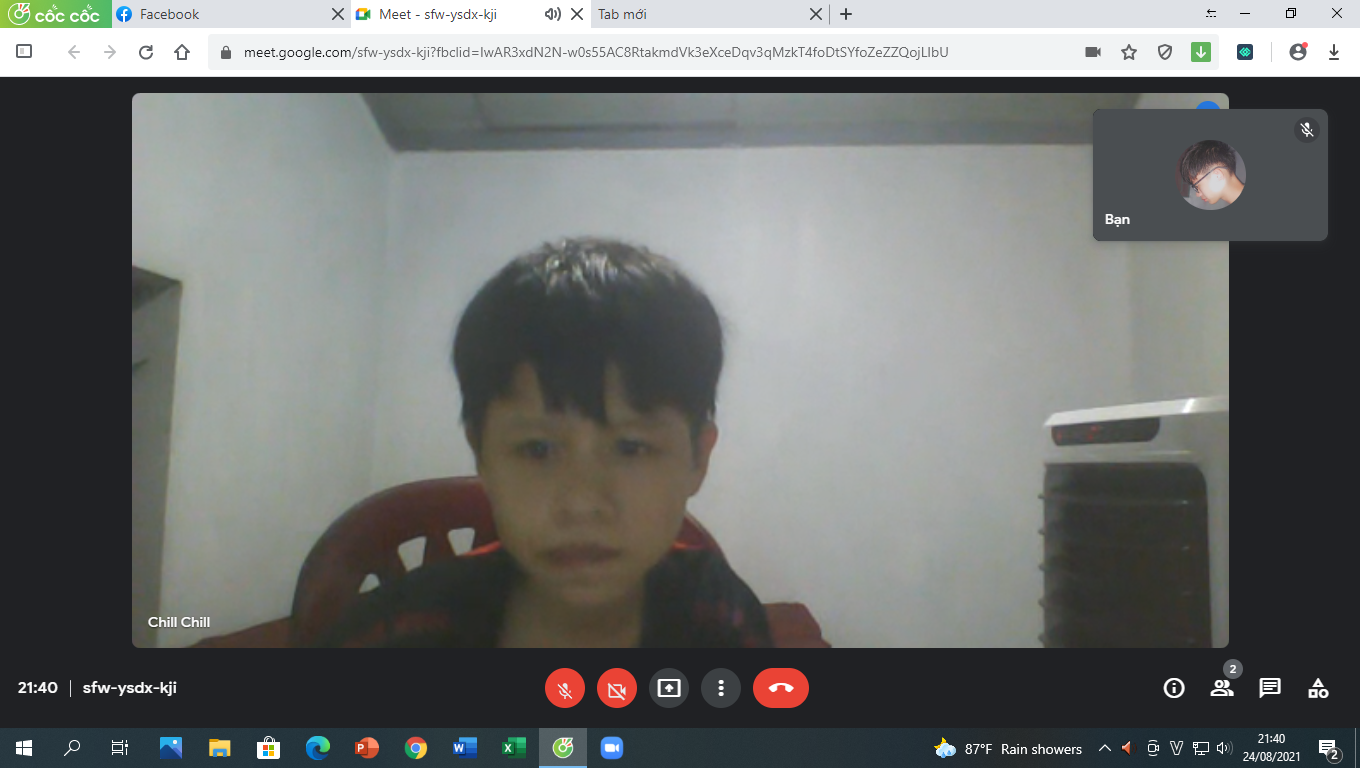 cốc cốc
Facebook
Meet - sfw-ysdx-kji
Tab mới
meet.google.com/sfw-ysdx-kji?fbclid=IwAR3xdN2N-w0s55AC8RtakmdVk3eXceDqv3qMzkT4foDtSYfoZeZZQojLIbU
Bạn
Chill Chill
21:40
sfw-ysdx-kji
2
87°F Rain showers
21:40
24/08/2021
2